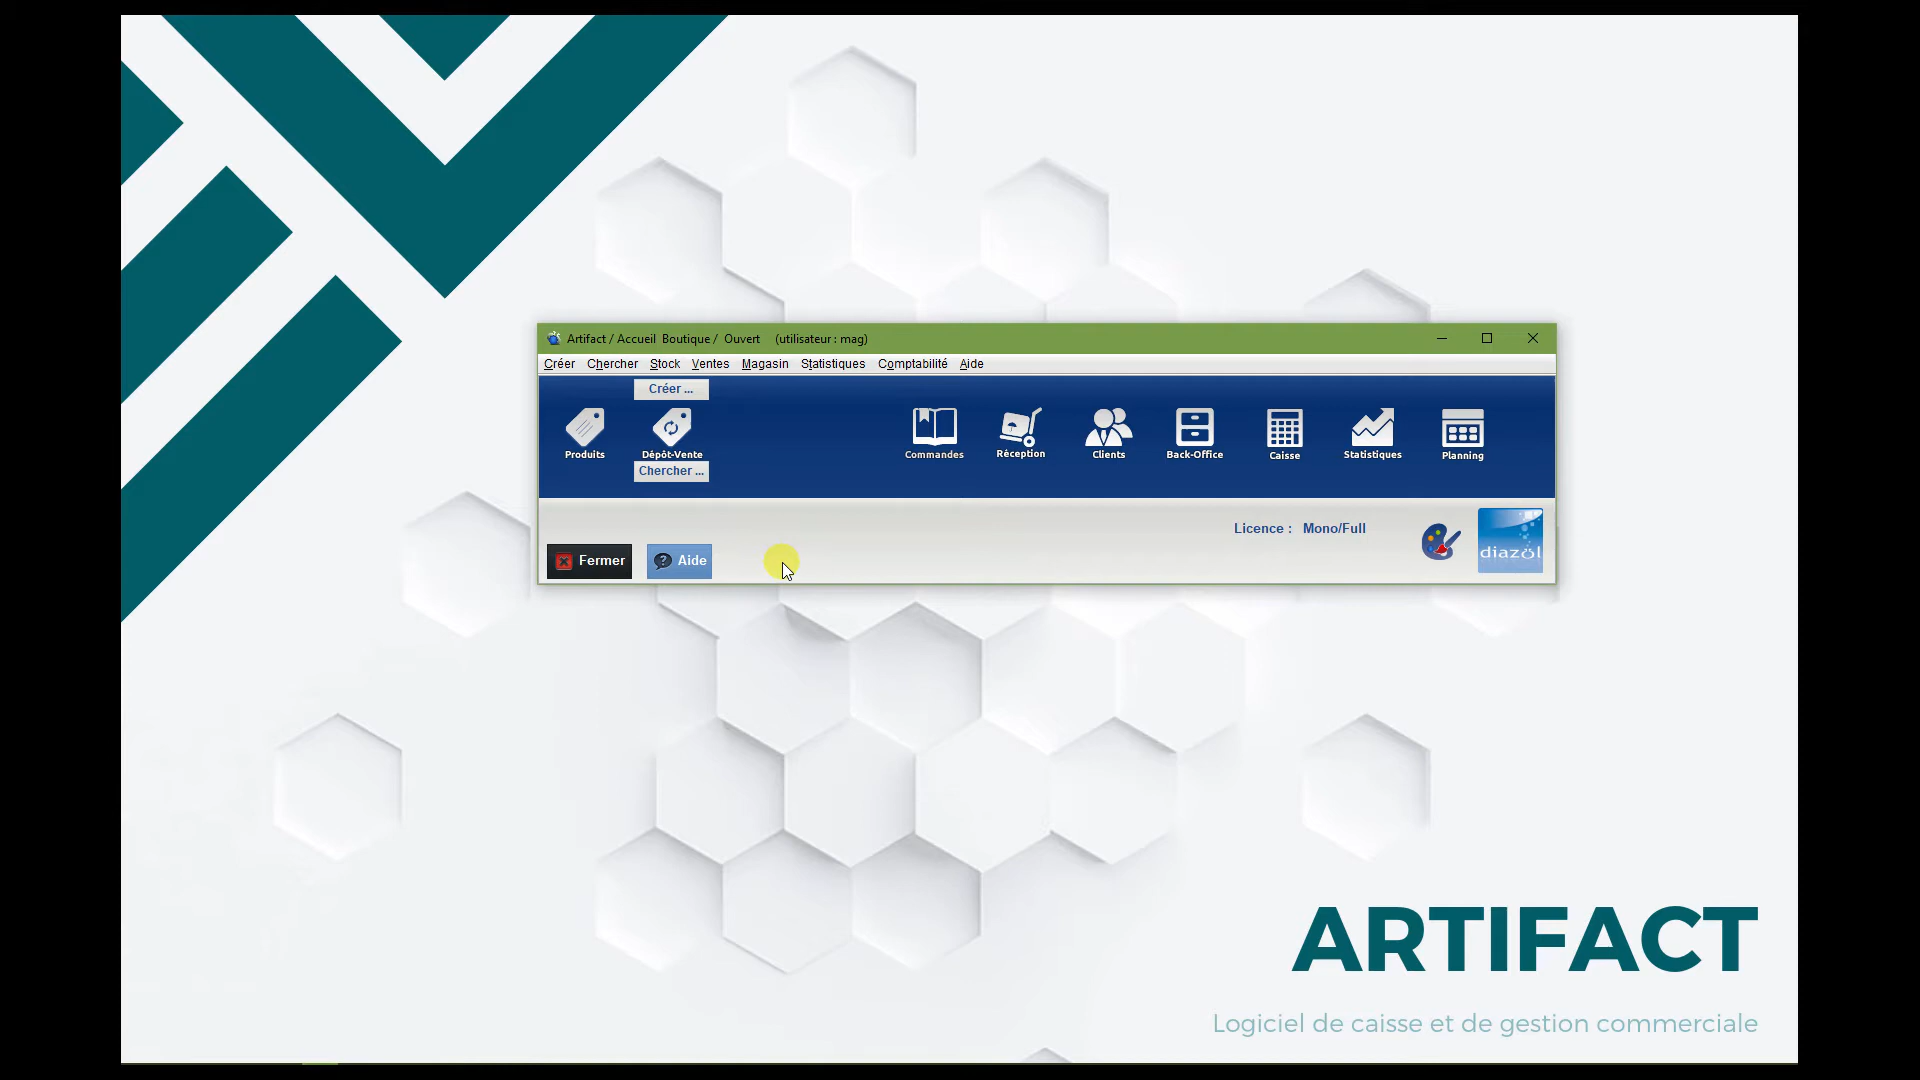 Artifact / Accueil Boutique / Ouvert (utilisateur : mag)
Créer Chercher Stock Ventes Magasin Statistiques Comptabilité Aide
Créer ...
Produits Dépôt-Vente Commandes Réception Clients Back-Office Caisse Statistiques Planning
Chercher ...
Licence : Mono/Full
diazol
Fermer Aide
ARTIFACT
Logiciel de caisse et de gestion commerciale